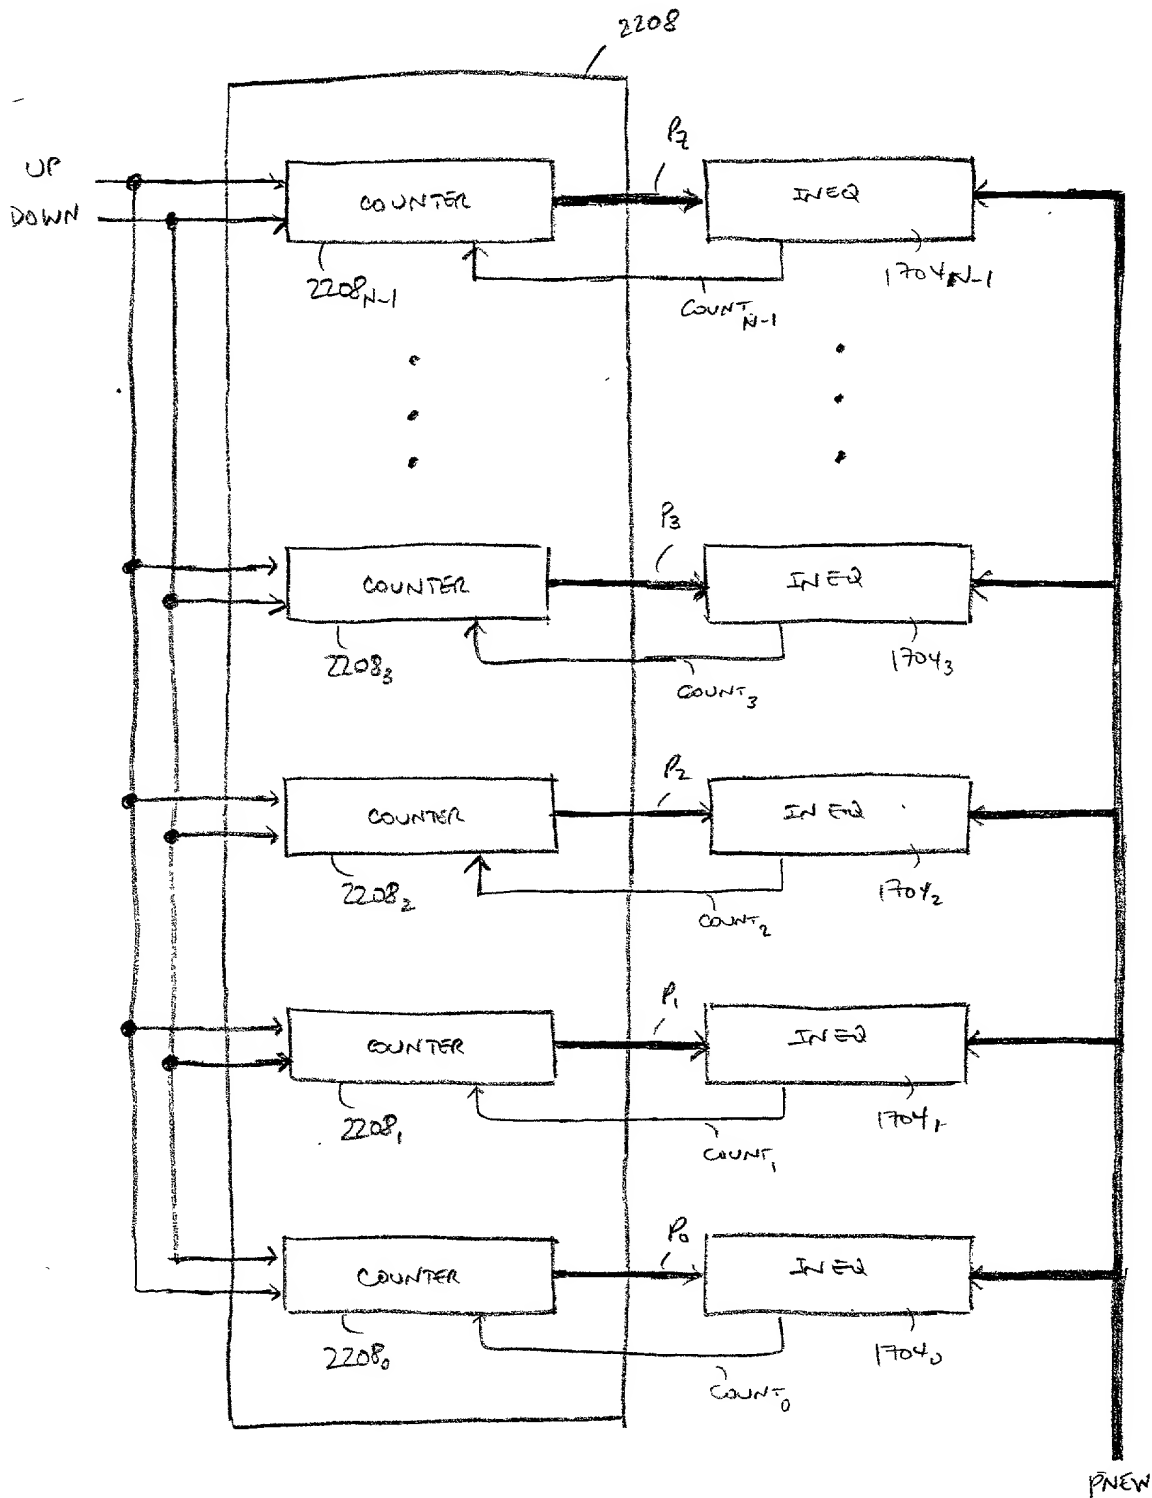 2208
P7
UP
COUNTER
INEQ
DOWN
2208N-1
1704N-1
COUNTN-1
P3
COUNTER
INEQ
22083
17043
COUNT3
P2
COUNTER
INEQ
22082
17042
COUNT2
P1
COUNTER
INEQ
22081
17041
COUNT1
P0
COUNTER
INEQ
22080
17040
COUNT0
PNEW